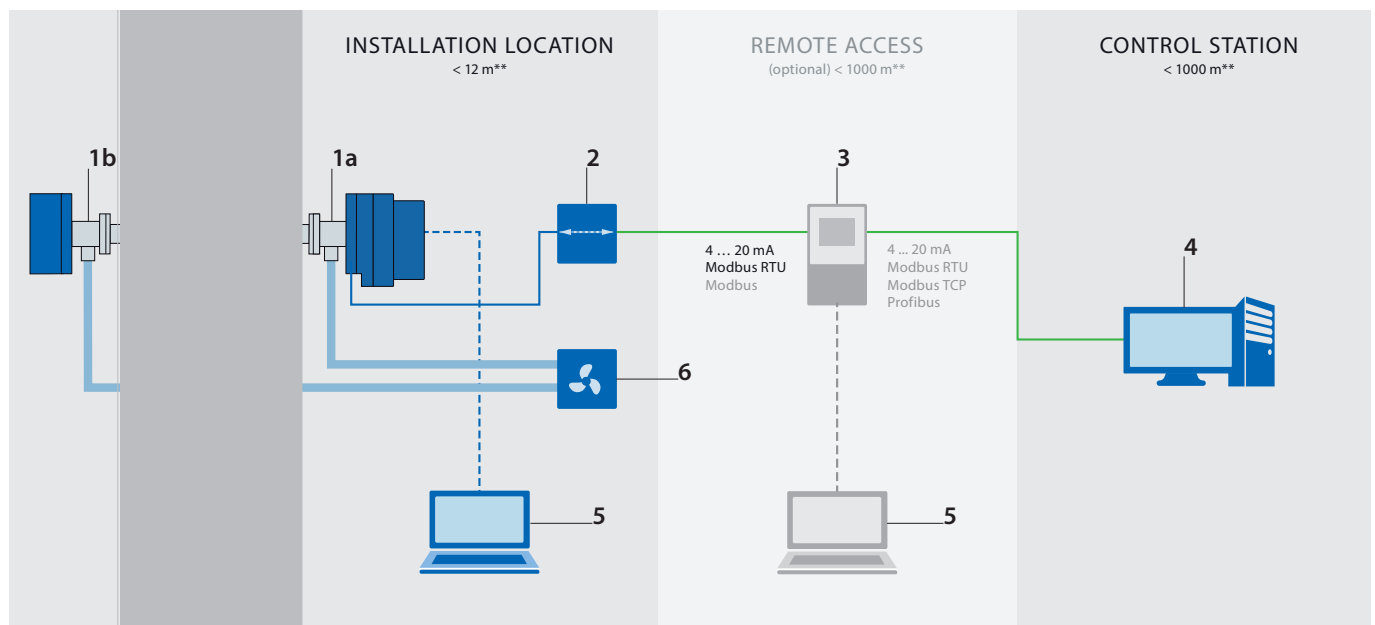 INSTALLATION LOCATION
< 12 m**
REMOTE ACCESS
(optional) < 1000 m**
CONTROL STATION
< 1000 m**
1b
1a
2
3
4 … 20 mA
Modbus RTU
Modbus
4 ... 20 mA
Modbus RTU
Modbus TCP
Profibus
4
6
5
5